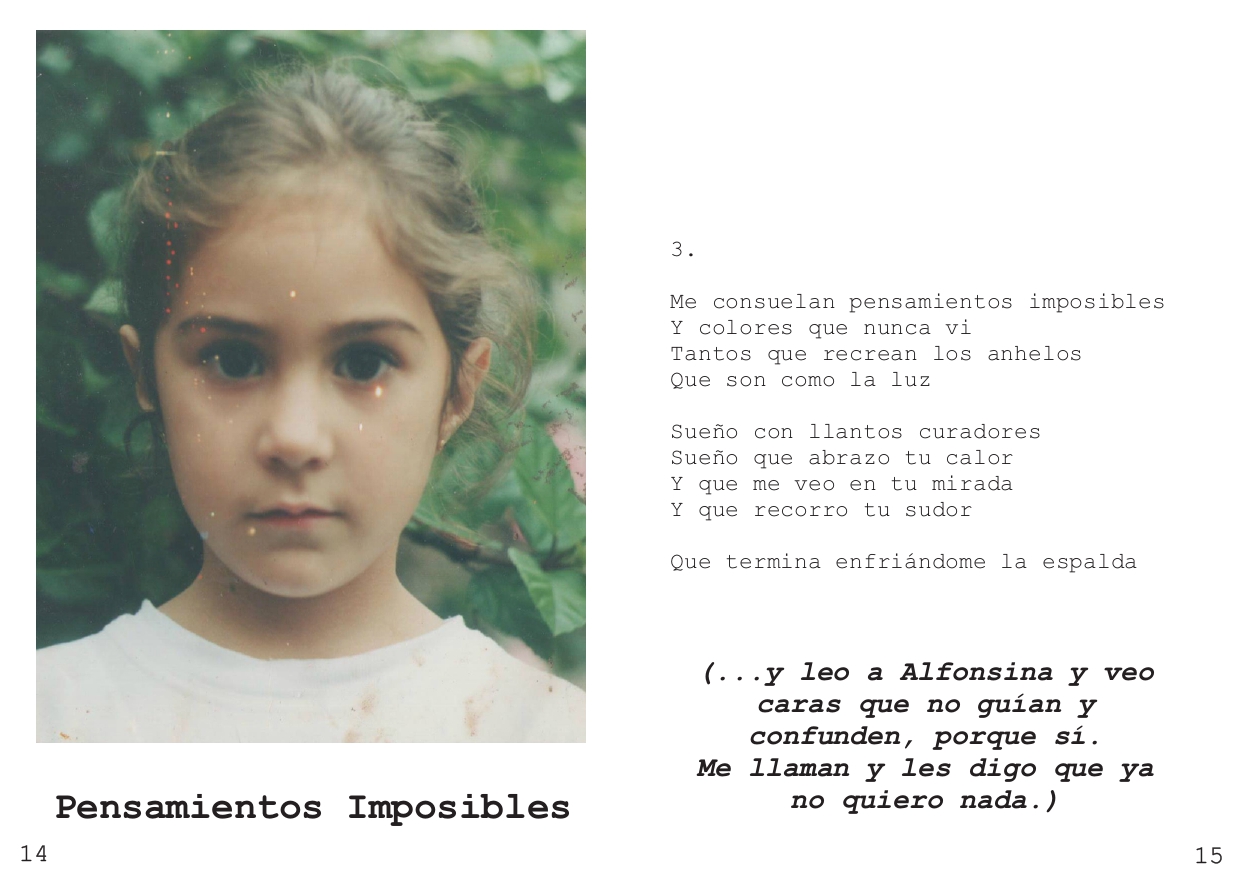 Pensamientos Imposibles
14
3.
Me consuelan pensamientos imposibles
Y colores que nunca vi
Tantos que recrean los anhelos
Que son como la luz
Sueño con llantos curadores
Sueño que abrazo tu calor
Y que me veo en tu mirada
Y que recorro tu sudor
Que termina enfriándome la espalda
(...y leo a Alfonsina y veo
caras que no guían y
confunden, porque sí.
Me llaman y les digo que ya
no quiero nada.)
15